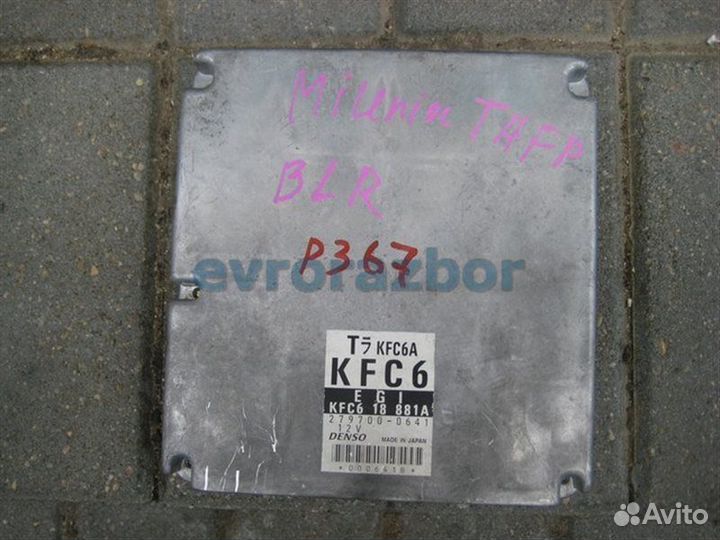 Millenia TAFP
BLR
P367
evrorazbor
Tラ KFC6A
KFC6
EGI
KFC6 18 881A
279700-0641
12V
DENSO MADE IN JAPAN
*0006418*
Avito